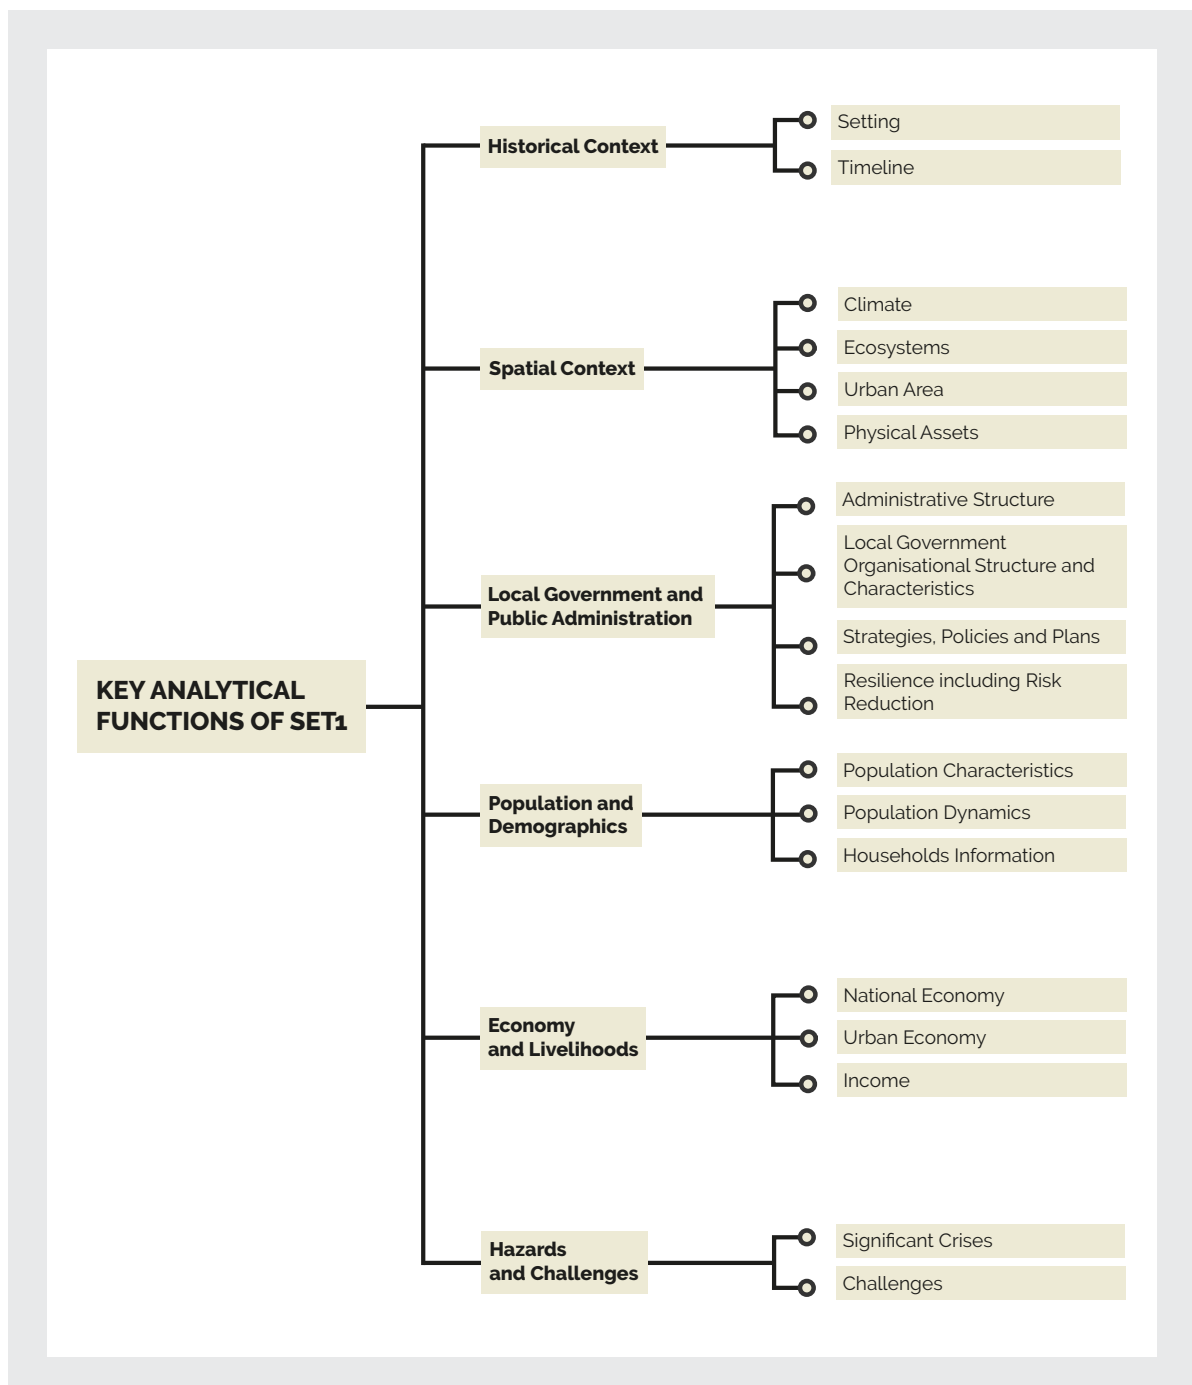 KEY ANALYTICAL
FUNCTIONS OF SET1
Historical Context
Setting
Timeline
Spatial Context
Climate
Ecosystems
Urban Area
Physical Assets
Local Government and
Public Administration
Administrative Structure
Local Government
Organisational Structure and
Characteristics
Strategies, Policies and Plans
Resilience including Risk
Reduction
Population and
Demographics
Population Characteristics
Population Dynamics
Households Information
Economy
and Livelihoods
National Economy
Urban Economy
Income
Hazards
and Challenges
Significant Crises
Challenges